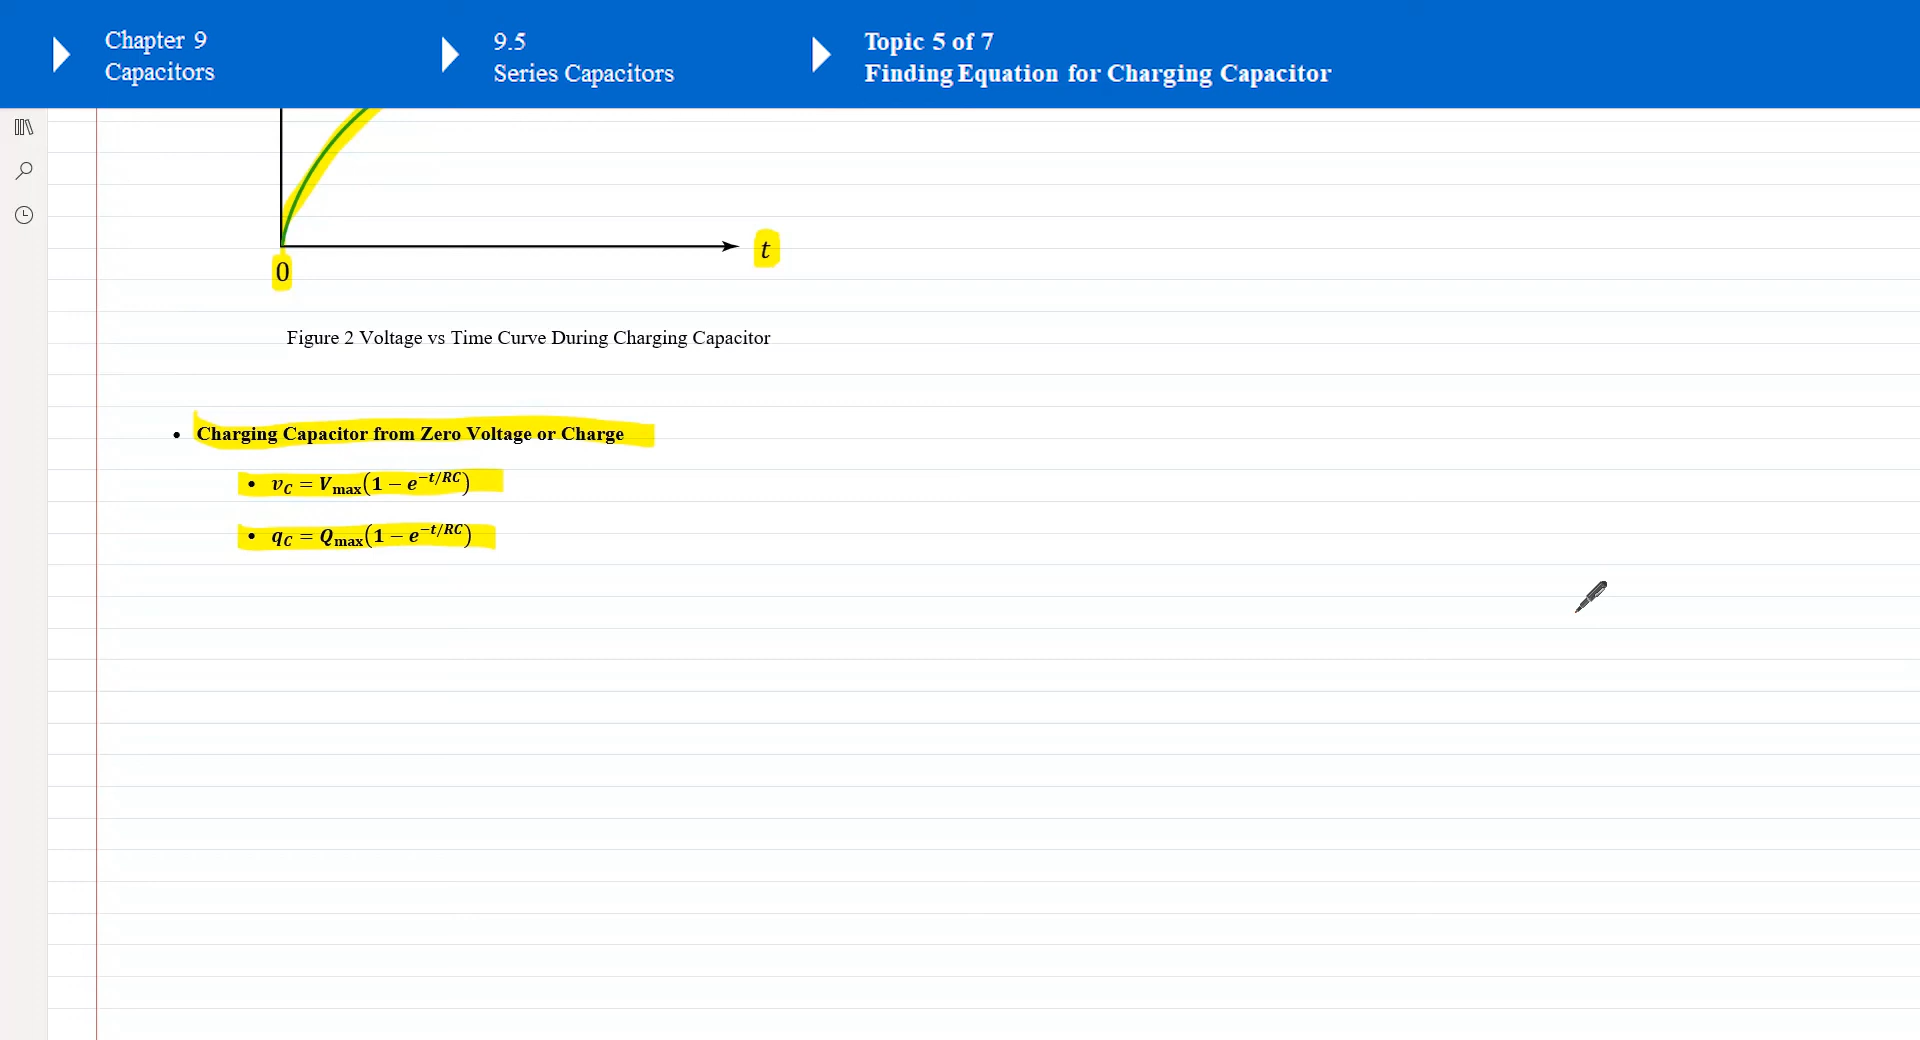 Chapter 9
Capacitors
9.5
Series Capacitors
Topic 5 of 7
Finding Equation for Charging Capacitor
t
0
Figure 2 Voltage vs Time Curve During Charging Capacitor
• Charging Capacitor from Zero Voltage or Charge
• v_C = V_max(1 − e^{−t/RC})
• q_C = Q_max(1 − e^{−t/RC})